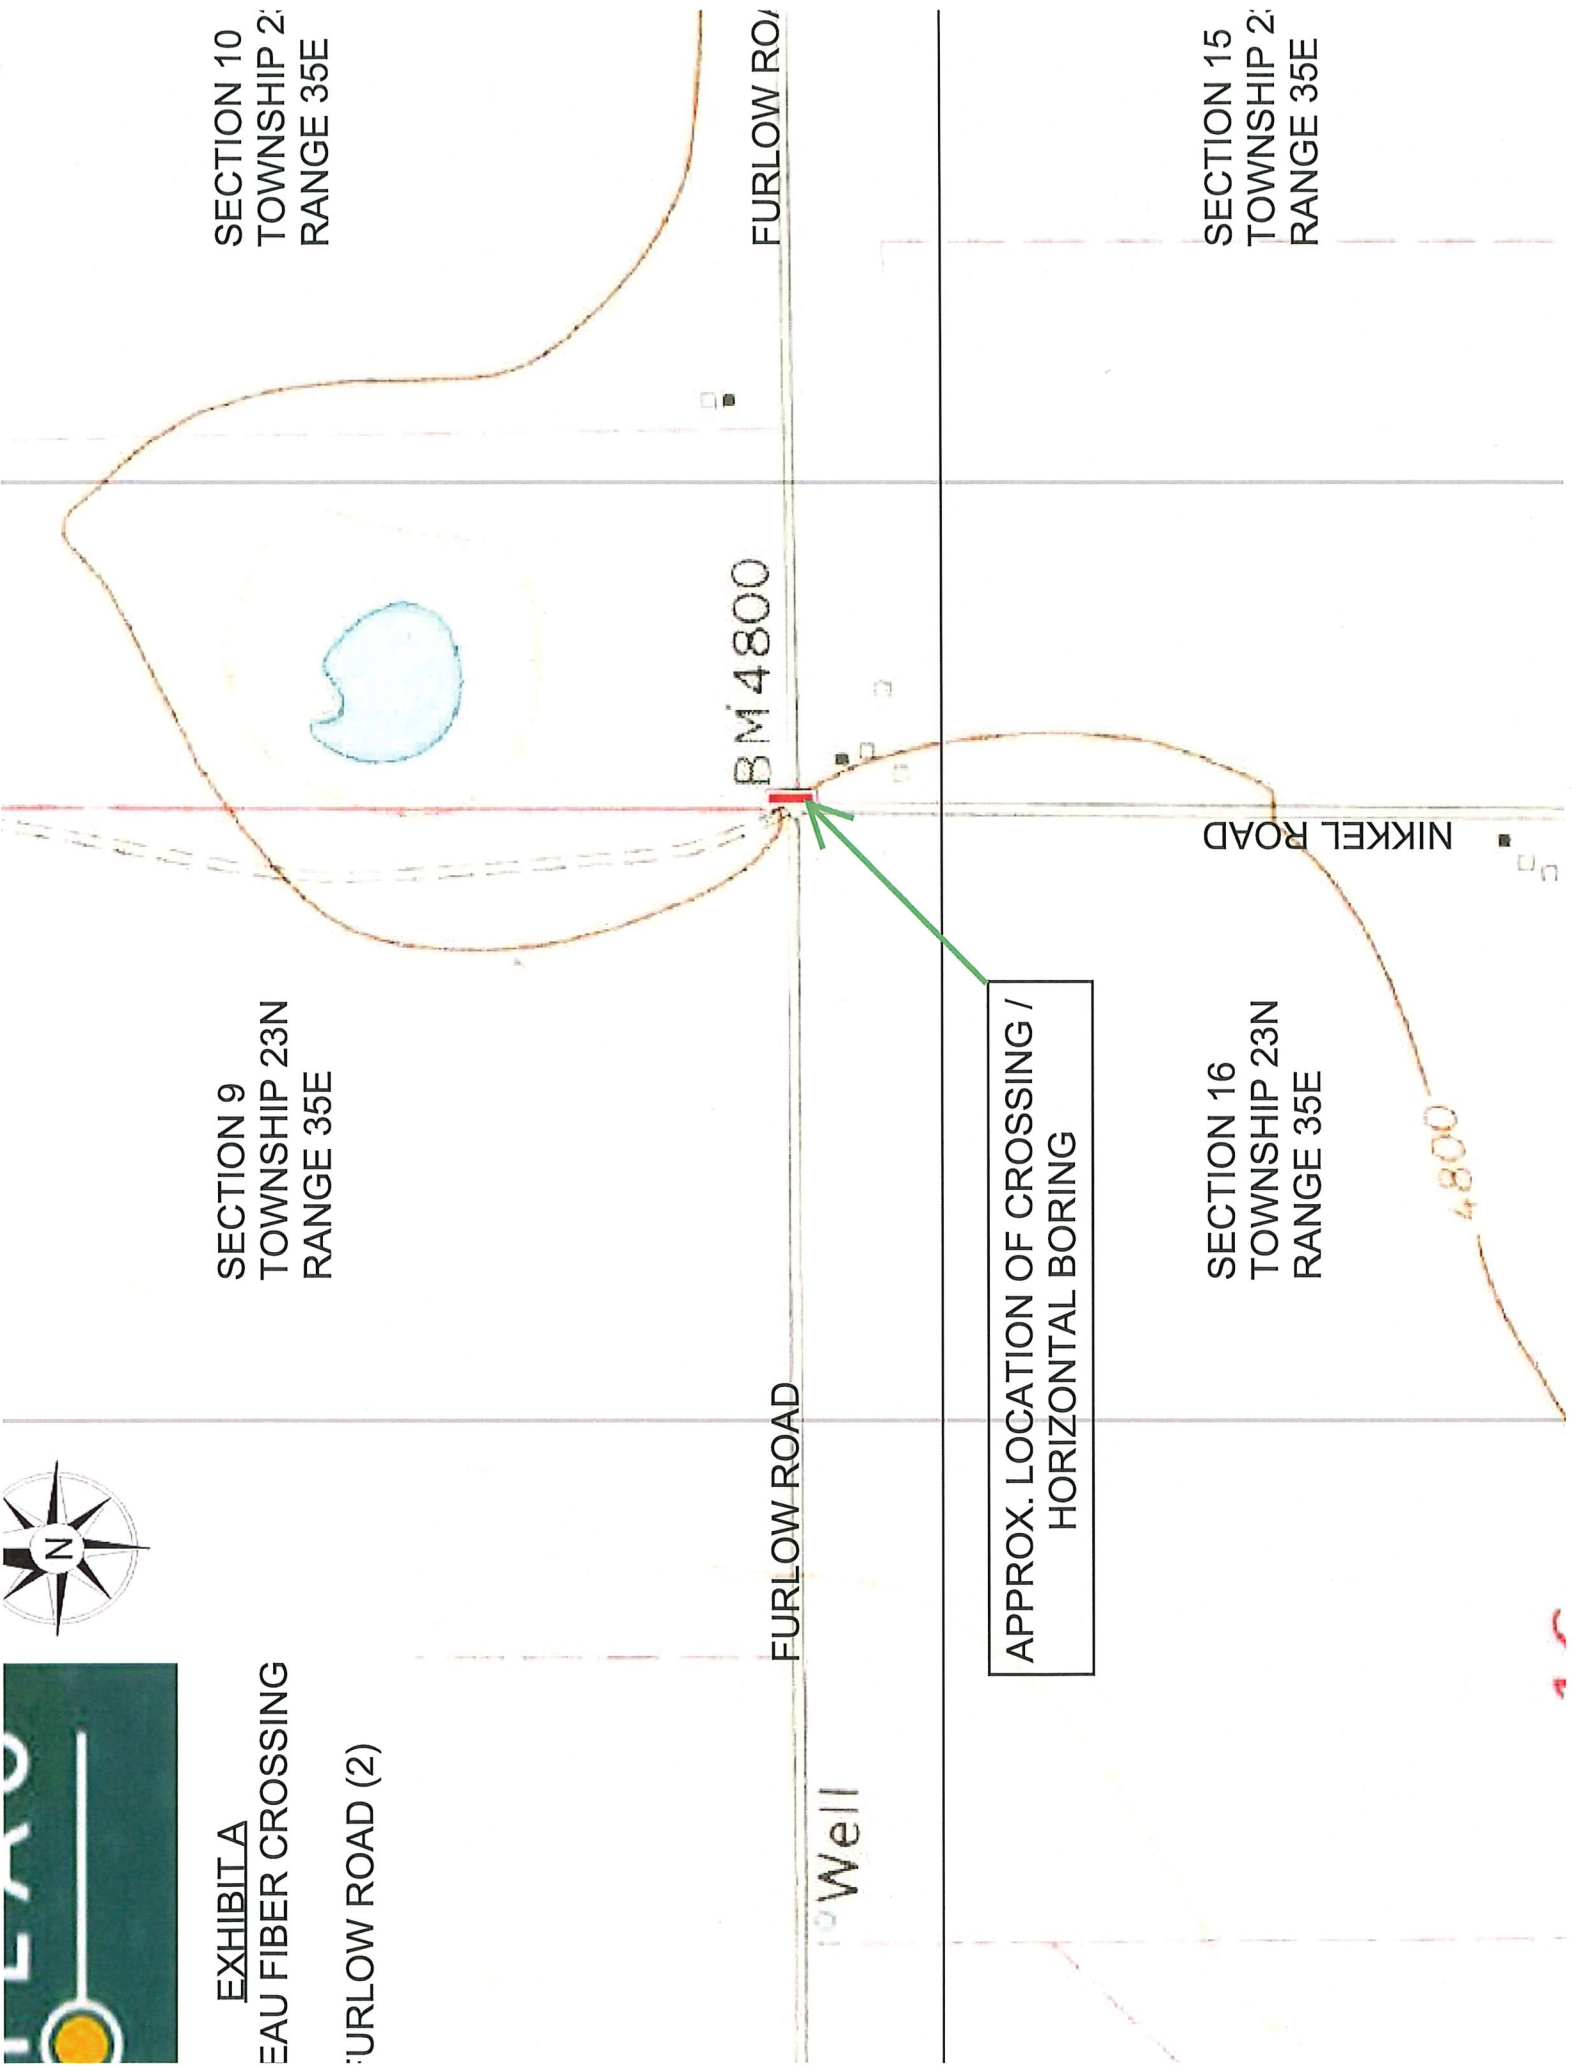 EXHIBIT A
EAU FIBER CROSSING
URLOW ROAD (2)
N
SECTION 9
TOWNSHIP 23N
RANGE 35E
SECTION 10
TOWNSHIP 2
RANGE 35E
BM 4800
FURLOW ROAD
FURLOW ROA
Well
APPROX. LOCATION OF CROSSING /
HORIZONTAL BORING
NIKKEL ROAD
SECTION 16
TOWNSHIP 23N
RANGE 35E
SECTION 15
TOWNSHIP 2
RANGE 35E
4800